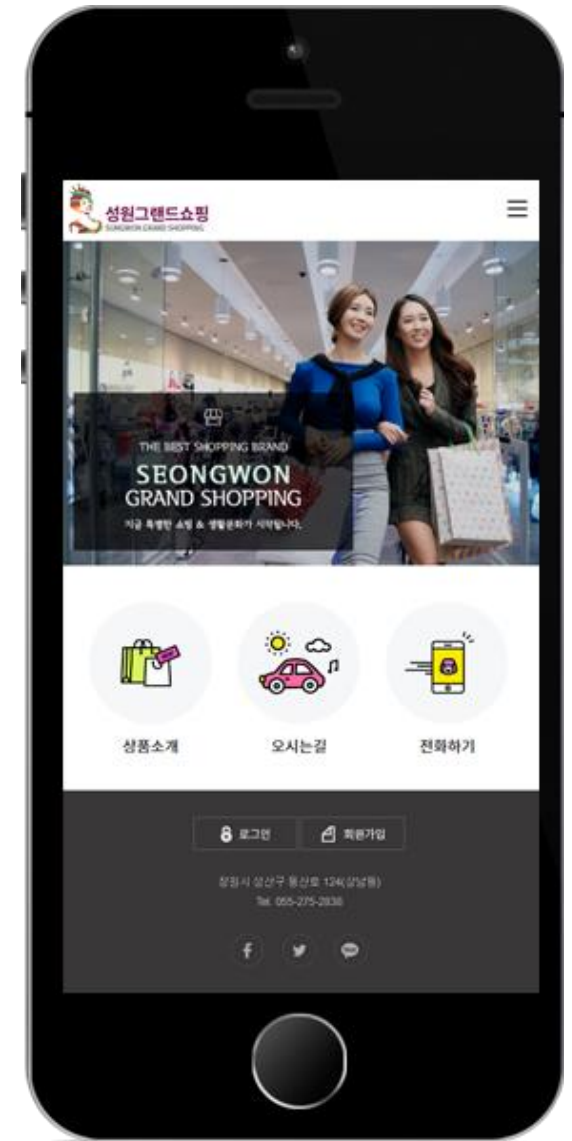 성원그랜드쇼핑
SEONGWON GRAND SHOPPING
THE BEST SHOPPING BRAND
SEONGWON
GRAND SHOPPING
지금 특별한 쇼핑 & 생활문화가 시작됩니다.
상품소개
오시는길
전화하기
로그인
회원가입
창원시 성산구 용산로 124(상남동)
Tel. 055-275-2838